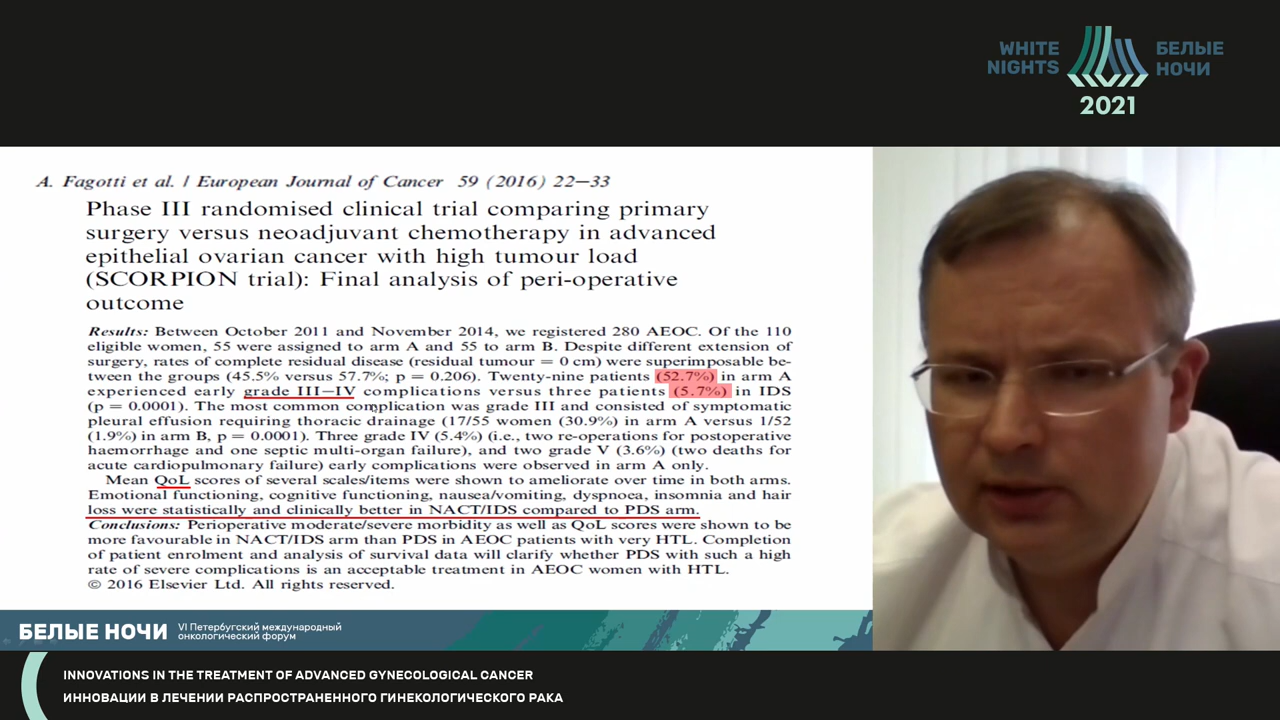 WHITE
NIGHTS
БЕЛЫЕ
НОЧИ
2021
A. Fagotti et al. / European Journal of Cancer 59 (2016) 22–33
Phase III randomised clinical trial comparing primary
surgery versus neoadjuvant chemotherapy in advanced
epithelial ovarian cancer with high tumour load
(SCORPION trial): Final analysis of peri-operative
outcome
Results: Between October 2011 and November 2014, we registered 280 AEOC. Of the 110
eligible women, 55 were assigned to arm A and 55 to arm B. Despite different extension of
surgery, rates of complete residual disease (residual tumour = 0 cm) were superimposable be-
tween the groups (45.5% versus 57.7%; p = 0.206). Twenty-nine patients (52.7%) in arm A
experienced early grade III–IV complications versus three patients (5.7%) in IDS
(p = 0.0001). The most common complication was grade III and consisted of symptomatic
pleural effusion requiring thoracic drainage (17/55 women (30.9%) in arm A versus 1/52
(1.9%) in arm B, p = 0.0001). Three grade IV (5.4%) (i.e., two re-operations for postoperative
haemorrhage and one septic multi-organ failure), and two grade V (3.6%) (two deaths for
acute cardiopulmonary failure) early complications were observed in arm A only.
Mean QoL scores of several scales/items were shown to ameliorate over time in both arms.
Emotional functioning, cognitive functioning, nausea/vomiting, dyspnoea, insomnia and hair
loss were statistically and clinically better in NACT/IDS compared to PDS arm.
Conclusions: Perioperative moderate/severe morbidity as well as QoL scores were shown to be
more favourable in NACT/IDS arm than PDS in AEOC patients with very HTL. Completion
of patient enrolment and analysis of survival data will clarify whether PDS with such a high
rate of severe complications is an acceptable treatment in AEOC women with HTL.
© 2016 Elsevier Ltd. All rights reserved.
БЕЛЫЕ НОЧИ
VI Петербургский международный
онкологический форум
INNOVATIONS IN THE TREATMENT OF ADVANCED GYNECOLOGICAL CANCER
ИННОВАЦИИ В ЛЕЧЕНИИ РАСПРОСТРАНЕННОГО ГИНЕКОЛОГИЧЕСКОГО РАКА